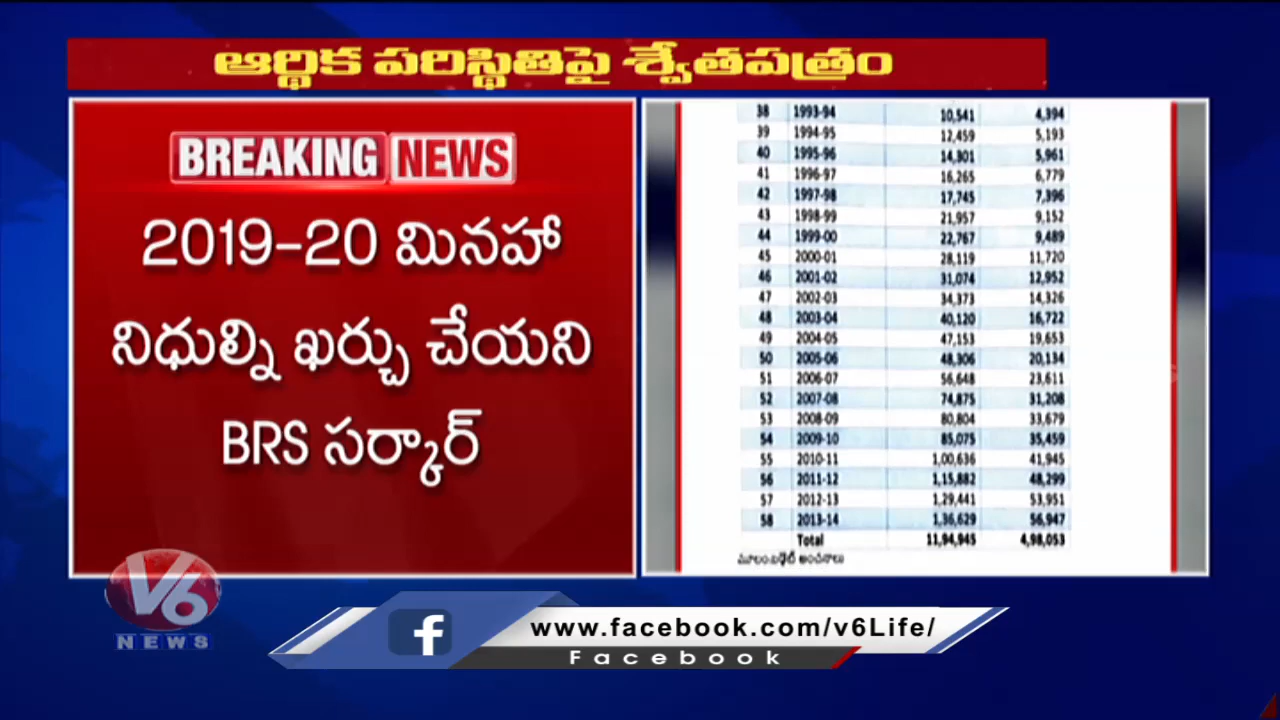 ఆర్థిక పరిస్థితిపై శ్వేతపత్రం
BREAKING NEWS
2019-20 మినహా
నిధుల్ని ఖర్చు చేయని
BRS సర్కార్
38 1993-94 10,541 4,394
39 1994-95 12,459 5,193
40 1995-96 14,301 5,961
41 1996-97 16,265 6,779
42 1997-98 17,745 7,396
43 1998-99 21,957 9,152
44 1999-00 22,767 9,489
45 2000-01 28,119 11,720
46 2001-02 31,074 12,952
47 2002-03 34,373 14,326
48 2003-04 40,120 16,722
49 2004-05 47,153 19,653
50 2005-06 48,306 20,134
51 2006-07 56,648 23,611
52 2007-08 74,875 31,208
53 2008-09 80,804 33,679
54 2009-10 85,075 35,459
55 2010-11 1,00,636 41,945
56 2011-12 1,15,882 48,299
57 2012-13 1,29,441 53,951
58 2013-14 1,36,629 56,947
Total 11,94,945 4,98,053
మూలం:బడ్జెట్ అంచనాలు
V6
NEWS
f www.facebook.com/v6Life/
Facebook